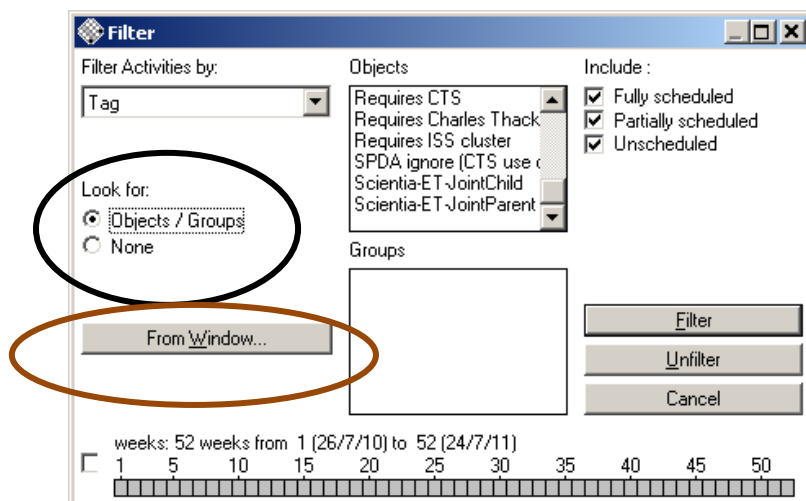 Filter
Filter Activities by:
Tag
Look for:
Objects / Groups
None
From Window...
Objects
Requires CTS
Requires Charles Thack
Requires ISS cluster
SPDA ignore (CTS use
Scientia-ET-JointChild
Scientia-ET-JointParent
Groups
Include :
Fully scheduled
Partially scheduled
Unscheduled
Filter
Unfilter
Cancel
weeks: 52 weeks from 1 (26/7/10) to 52 (24/7/11)
1 5 10 15 20 25 30 35 40 45 50